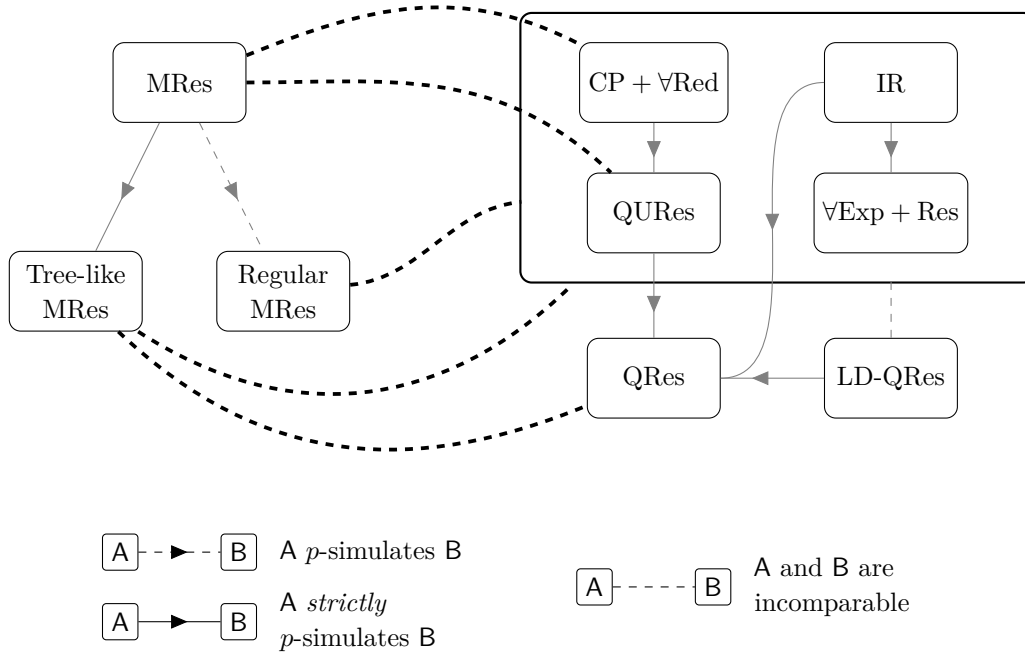 MRes
CP + ∀Red
IR
QURes
∀Exp + Res
Tree-like
MRes
Regular
MRes
QRes
LD-QRes
A
B
A p-simulates B
A
B
A strictly
p-simulates B
A
B
A and B are
incomparable